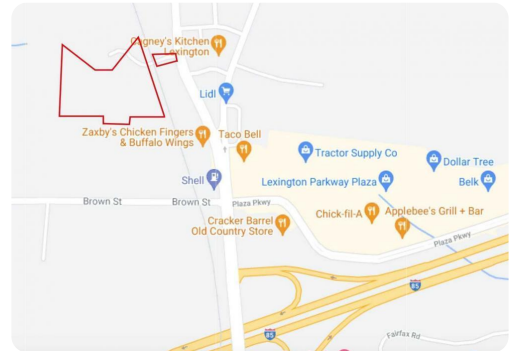 Cagney's Kitchen
Lexington
Lidl
Zaxby's Chicken Fingers
& Buffalo Wings
Taco Bell
Tractor Supply Co
Dollar Tree
Shell
Lexington Parkway Plaza
Belk
Brown St
Brown St
Plaza Pkwy
Chick-fil-A
Applebee's Grill + Bar
Cracker Barrel
Old Country Store
Plaza Pkwy
85
85
Fairfax Rd